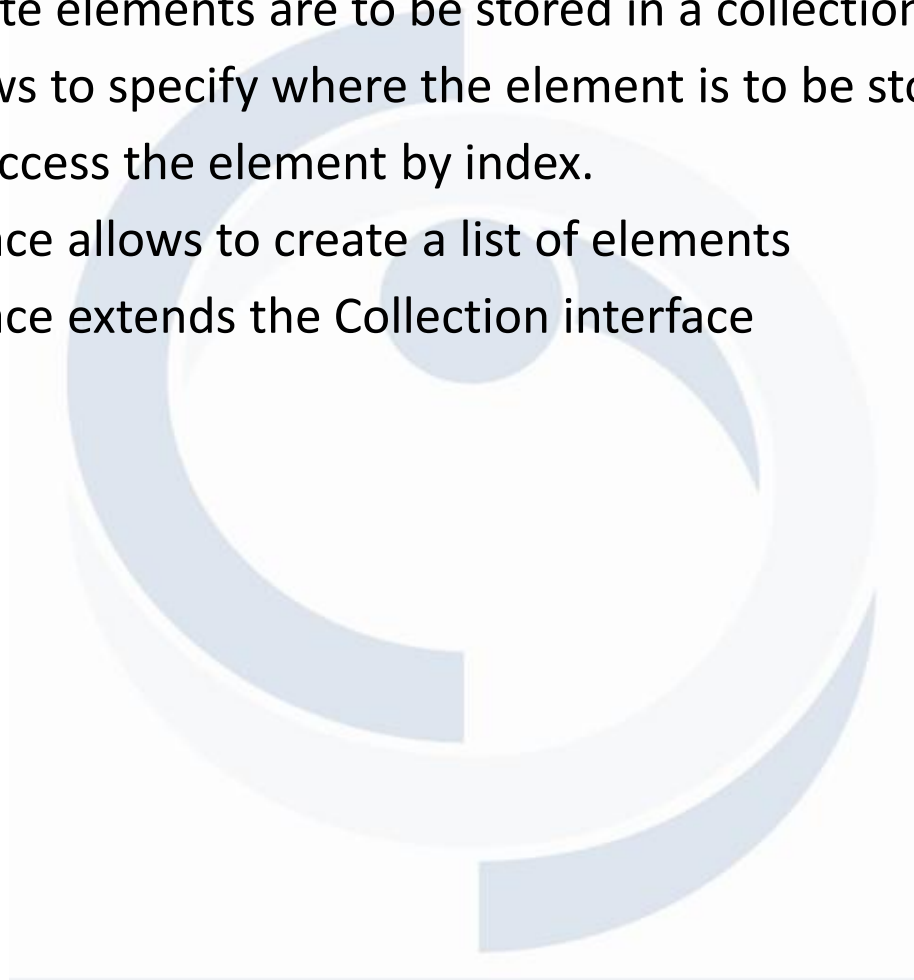 te elements are to be stored in a collection
ws to specify where the element is to be sto
ccess the element by index.
ce allows to create a list of elements
ce extends the Collection interface